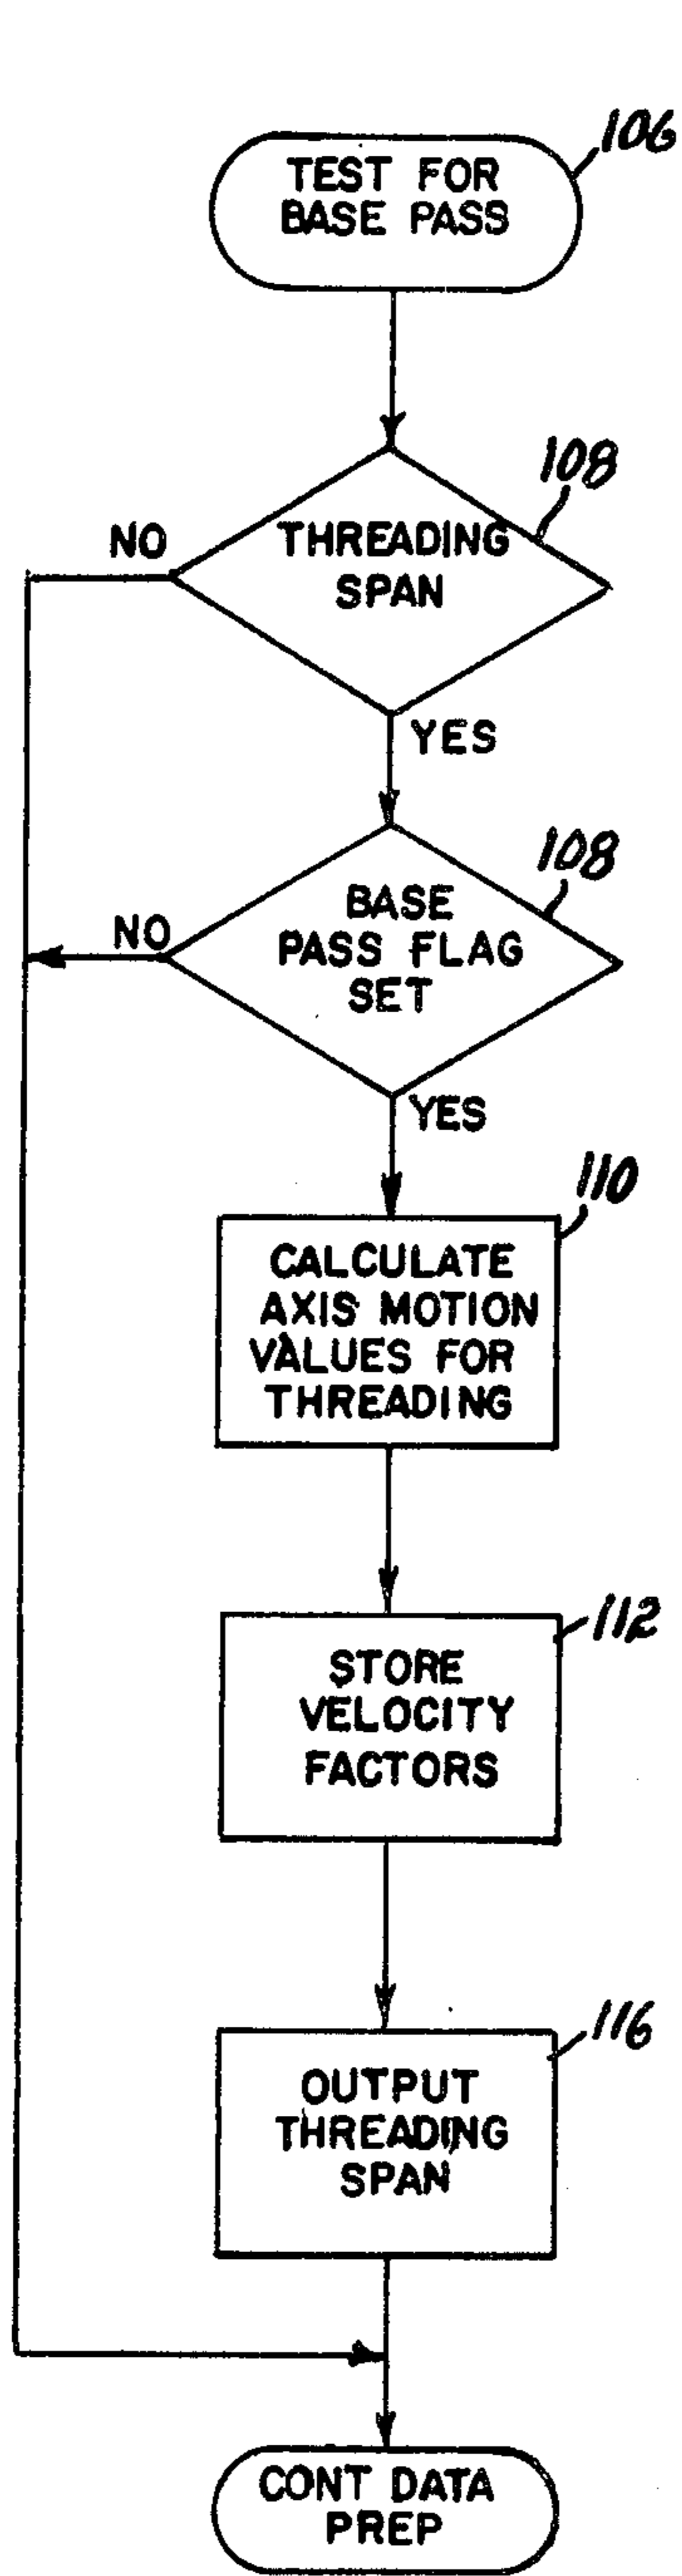 106
TEST FOR
BASE PASS
108
THREADING
SPAN
NO
YES
108
BASE
PASS FLAG
SET
NO
YES
110
CALCULATE
AXIS MOTION
VALUES FOR
THREADING
112
STORE
VELOCITY
FACTORS
116
OUTPUT
THREADING
SPAN
CONT DATA
PREP